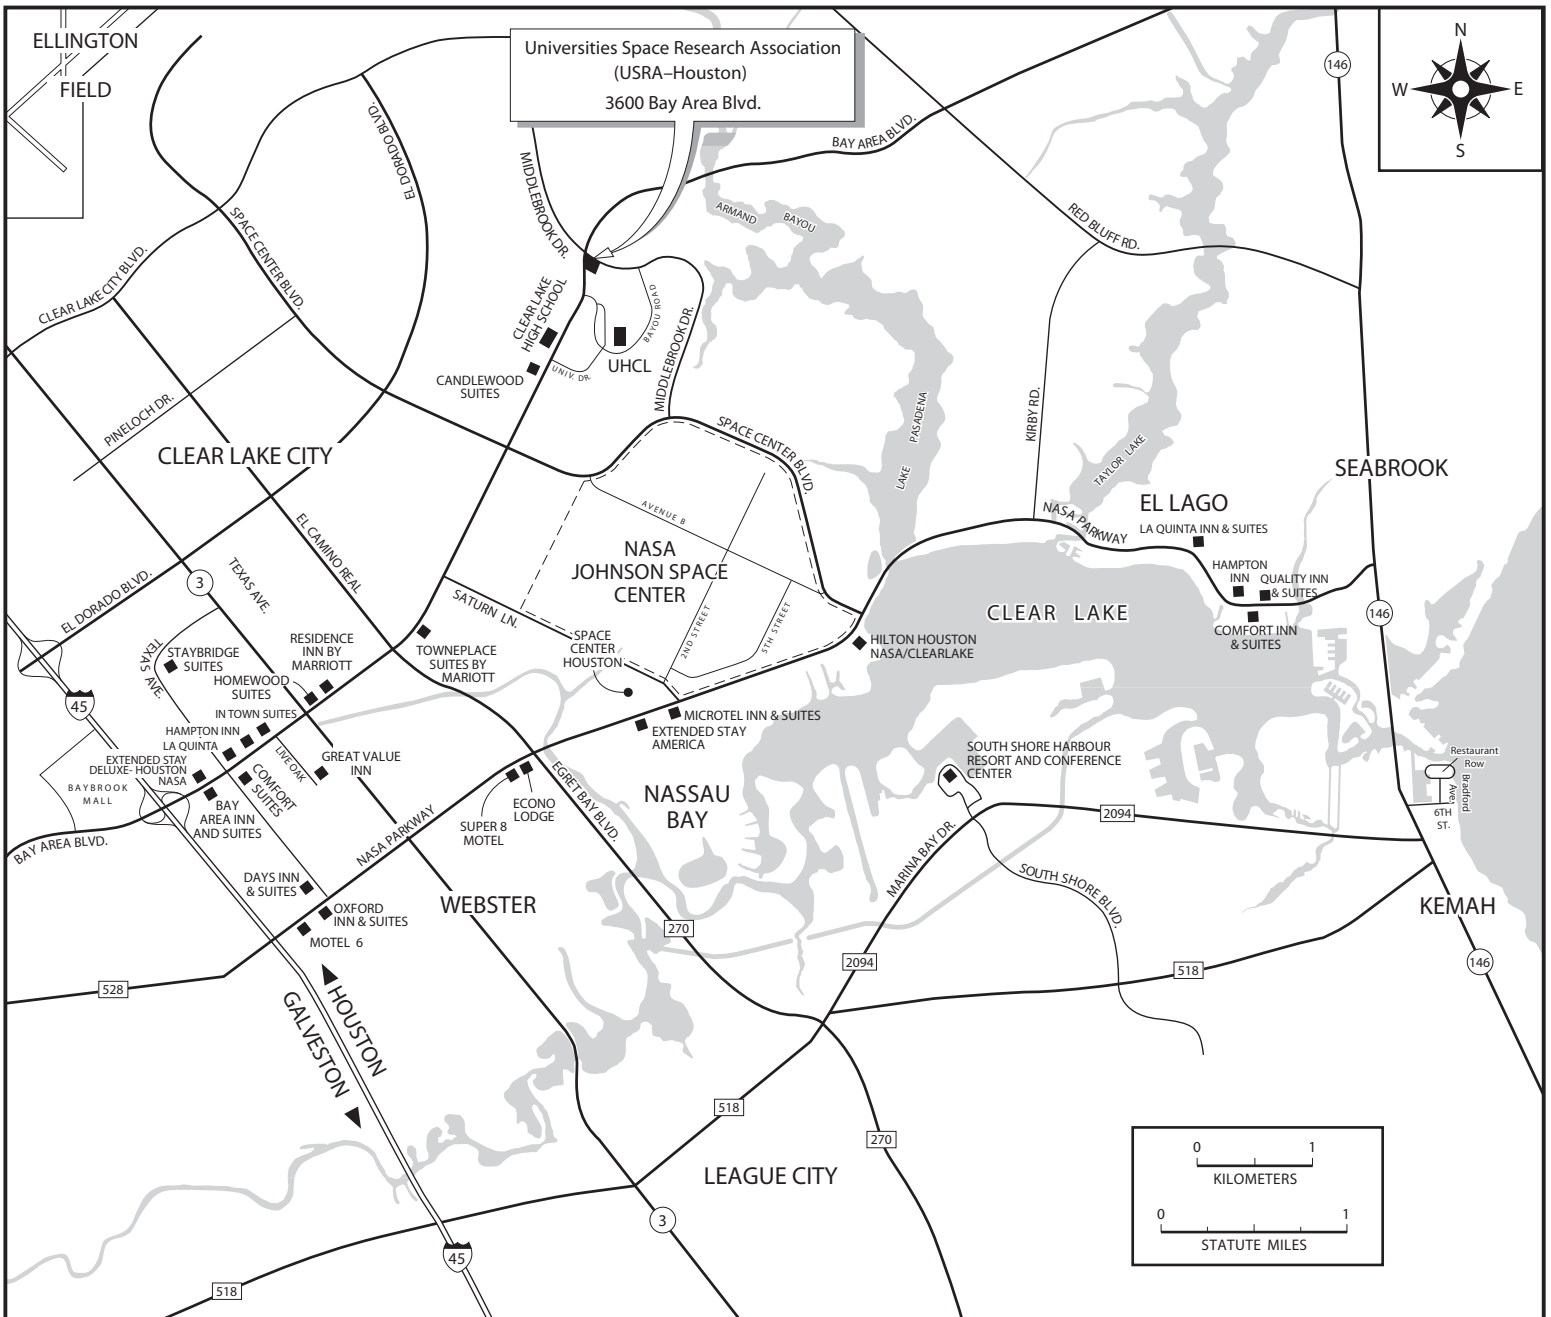 ELLINGTON
FIELD
Universities Space Research Association
(USRA–Houston)
3600 Bay Area Blvd.
N
W
E
S
146
EL DORADO BLVD.
MIDDLEBROOK DR.
BAY AREA BLVD.
ARMAND
BAYOU
RED BLUFF RD.
SPACE CENTER BLVD.
CLEAR LAKE CITY BLVD.
CLEAR LAKE
HIGH SCHOOL
BAYOU ROAD
UHCL
UNIV. DR.
MIDDLEBROOK DR.
CANDLEWOOD
SUITES
PINELOCH DR.
CLEAR LAKE CITY
SPACE CENTER BLVD.
LAKE
PASADENA
KIRBY RD.
TAYLOR LAKE
SEABROOK
EL LAGO
LA QUINTA INN & SUITES
NASA PARKWAY
HAMPTON
INN
QUALITY INN
& SUITES
COMFORT INN
& SUITES
146
AVENUE B
NASA
JOHNSON SPACE
CENTER
2ND STREET
5TH STREET
CLEAR LAKE
EL CAMINO REAL
SATURN LN.
SPACE
CENTER
HOUSTON
HILTON HOUSTON
NASA/CLEARLAKE
3
TEXAS AVE.
EL DORADO BLVD.
TEXAS AVE.
STAYBRIDGE
SUITES
RESIDENCE
INN BY
MARRIOTT
HOMEWOOD
SUITES
TOWNEPLACE
SUITES BY
MARIOTT
45
IN TOWN SUITES
HAMPTON INN
LA QUINTA
EXTENDED STAY
DELUXE- HOUSTON
NASA
BAYBROOK
MALL
LIVE OAK
GREAT VALUE
INN
COMFORT
SUITES
BAY
AREA INN
AND SUITES
BAY AREA BLVD.
MICROTEL INN & SUITES
EXTENDED STAY
AMERICA
EGRET BAY BLVD.
ECONO
LODGE
SUPER 8
MOTEL
NASA PARKWAY
NASSAU
BAY
SOUTH SHORE HARBOUR
RESORT AND CONFERENCE
CENTER
Restaurant
Row
Bradford
Ave.
6TH
ST.
2094
MARINA BAY DR.
SOUTH SHORE BLVD.
DAYS INN
& SUITES
OXFORD
INN & SUITES
MOTEL 6
WEBSTER
KEMAH
270
2094
518
146
528
HOUSTON
GALVESTON
518
270
LEAGUE CITY
3
45
518
0
1
KILOMETERS
0
1
STATUTE MILES